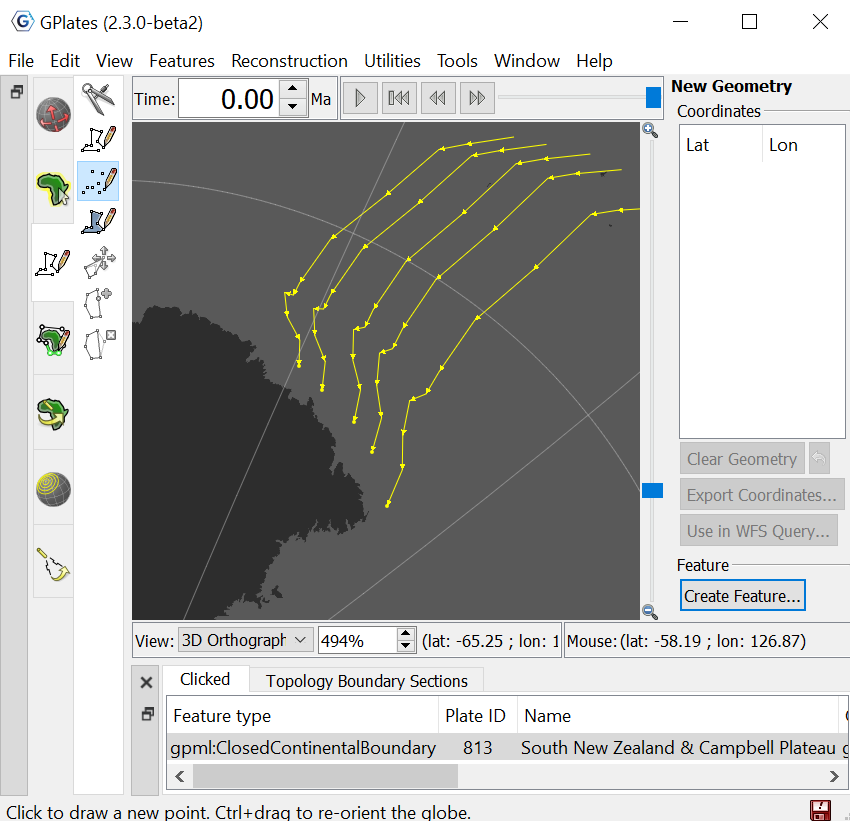 GPlates (2.3.0-beta2)
File Edit View Features Reconstruction Utilities Tools Window Help
Time: 0.00 Ma
New Geometry
Coordinates
Lat Lon
Clear Geometry
Export Coordinates...
Use in WFS Query...
Feature
Create Feature...
View: 3D Orthograph 494% (lat: -65.25 ; lon: 1 Mouse: (lat: -58.19 ; lon: 126.87)
Clicked Topology Boundary Sections
Feature type Plate ID Name
gpml:ClosedContinentalBoundary 813 South New Zealand & Campbell Plateau g
Click to draw a new point. Ctrl+drag to re-orient the globe.